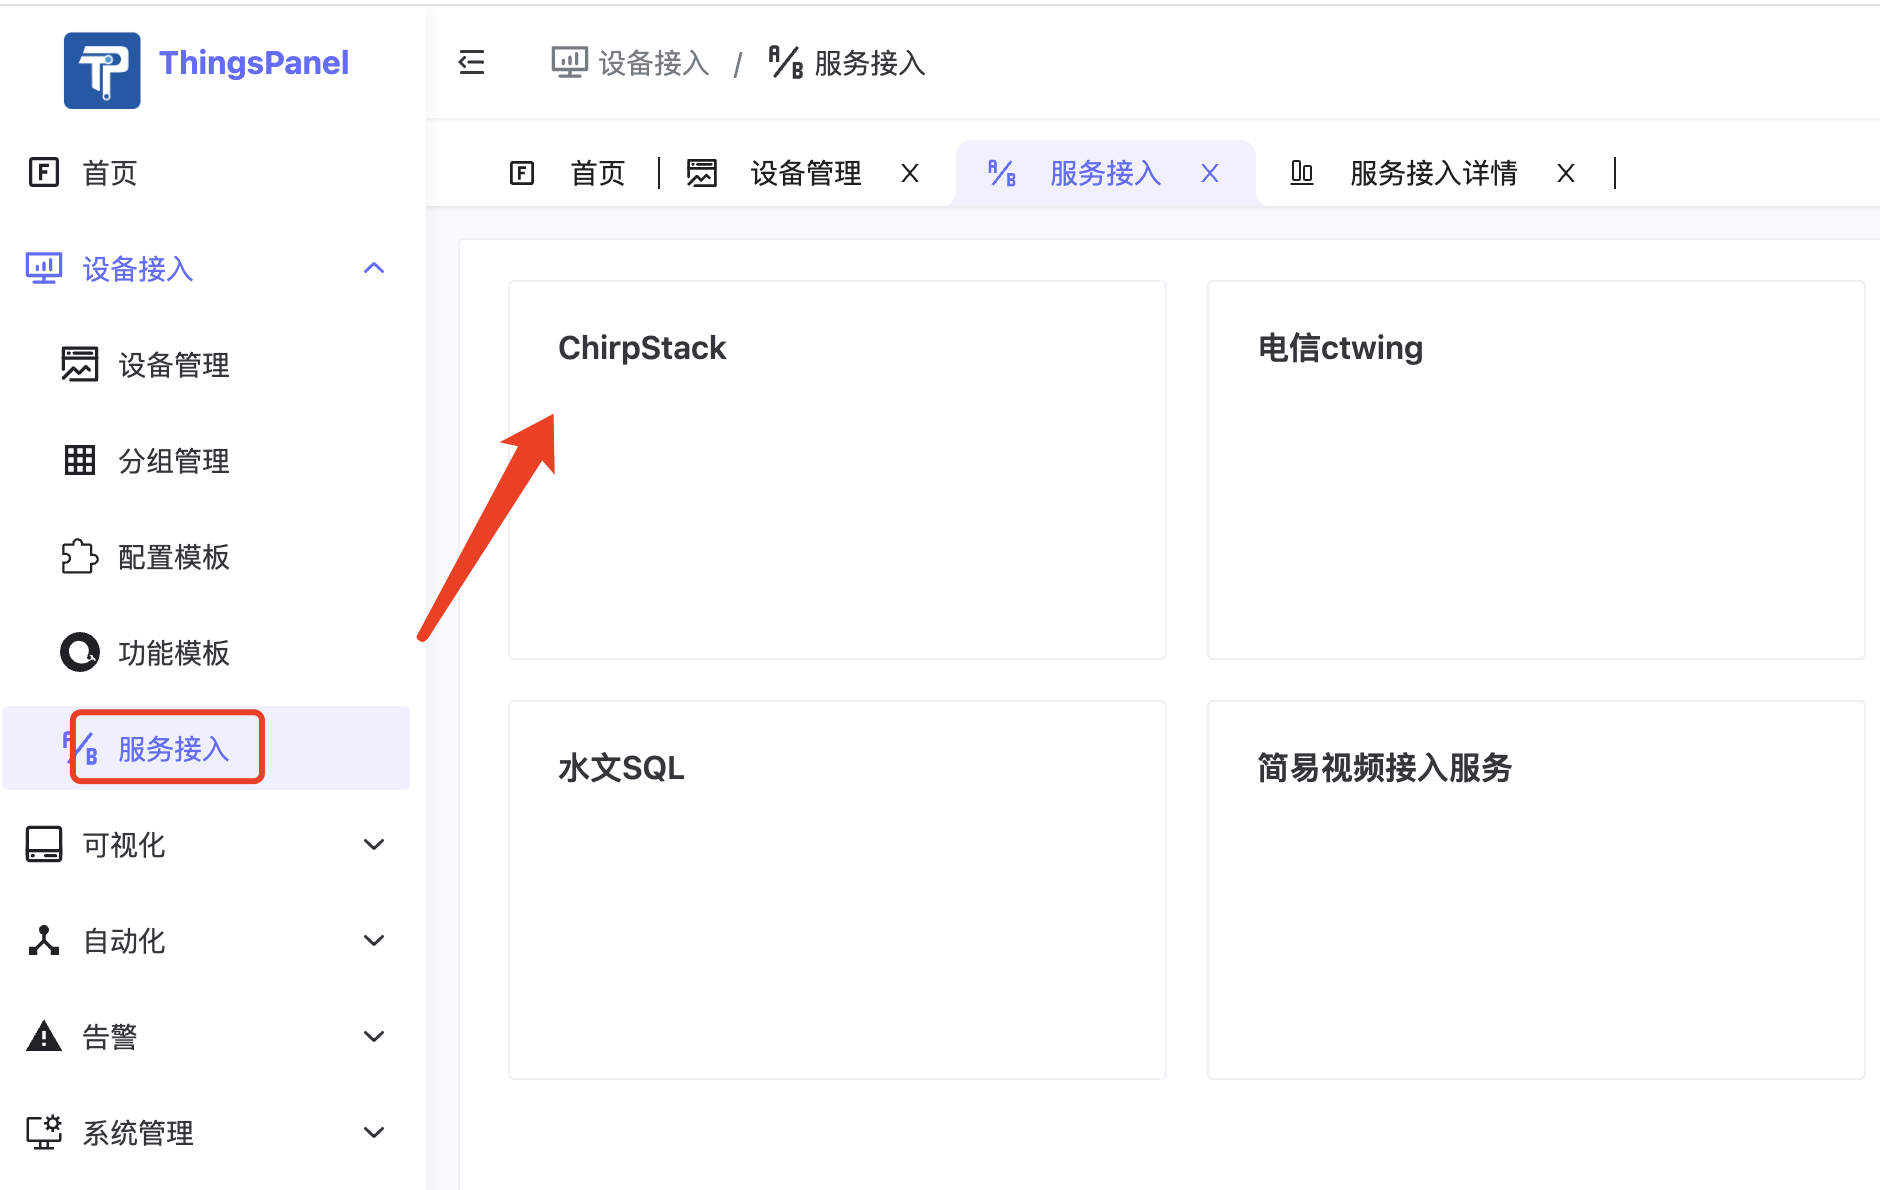 ThingsPanel
设备接入 / 服务接入
首页 设备管理 X 服务接入 X 服务接入详情 X
首页
设备接入
设备管理
分组管理
配置模板
功能模板
服务接入
可视化
自动化
告警
系统管理
ChirpStack
电信ctwing
水文SQL
简易视频接入服务